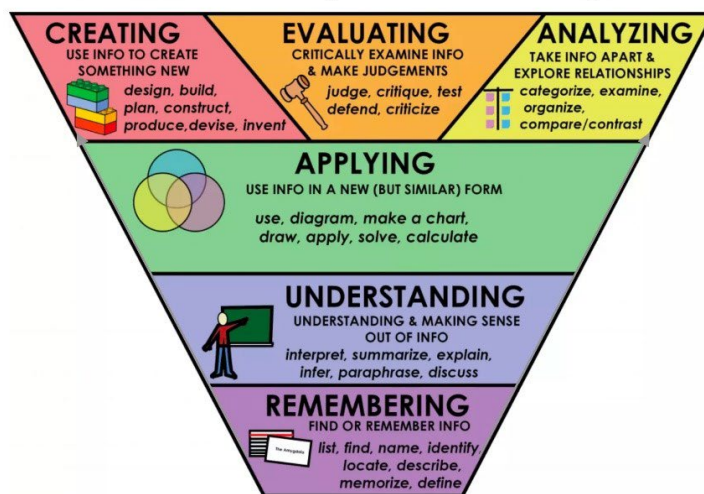 CREATING
USE INFO TO CREATE
SOMETHING NEW
design, build,
plan, construct,
produce,devise, invent
EVALUATING
CRITICALLY EXAMINE INFO
& MAKE JUDGEMENTS
judge, critique, test
defend, criticize
ANALYZING
TAKE INFO APART &
EXPLORE RELATIONSHIPS
categorize, examine,
organize,
compare/contrast
APPLYING
USE INFO IN A NEW (BUT SIMILAR) FORM
use, diagram, make a chart,
draw, apply, solve, calculate
UNDERSTANDING
UNDERSTANDING & MAKING SENSE
OUT OF INFO
interpret, summarize, explain,
infer, paraphrase, discuss
REMEMBERING
FIND OR REMEMBER INFO
list, find, name, identify,
locate, describe,
memorize, define
The Amygdala